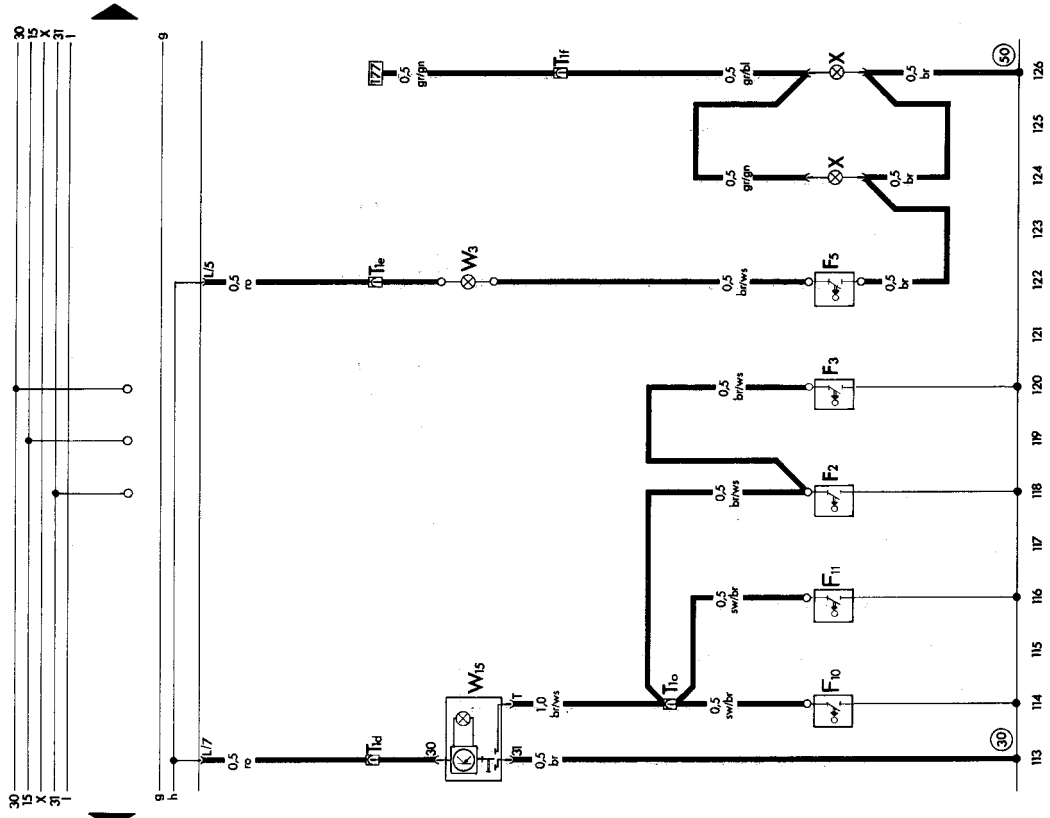 30
15
X
31
1
30
15
X
31
1
g
g
h
L/7
0,5
ro
T1d
30
W15
31
T
0,5
br
1,0
br/ws
T1o
0,5
sw/br
F10
0,5
sw/br
F11
0,5
br/ws
F2
0,5
br/ws
F3
L/5
0,5
ro
T1e
W3
0,5
br/ws
F5
0,5
br
177
0,5
gr/gn
T1f
0,5
gr/bl
X
0,5
br
0,5
gr/gn
X
0,5
br
30
50
113
114
115
116
117
118
119
120
121
122
123
124
125
126